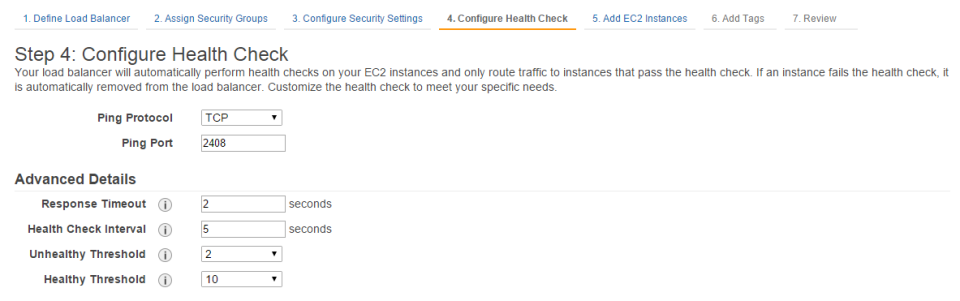 1. Define Load Balancer 2. Assign Security Groups 3. Configure Security Settings 4. Configure Health Check 5. Add EC2 Instances 6. Add Tags 7. Review
Step 4: Configure Health Check
Your load balancer will automatically perform health checks on your EC2 instances and only route traffic to instances that pass the health check. If an instance fails the health check, it
is automatically removed from the load balancer. Customize the health check to meet your specific needs.
Ping Protocol TCP
Ping Port 2408
Advanced Details
Response Timeout i 2 seconds
Health Check Interval i 5 seconds
Unhealthy Threshold i 2
Healthy Threshold i 10